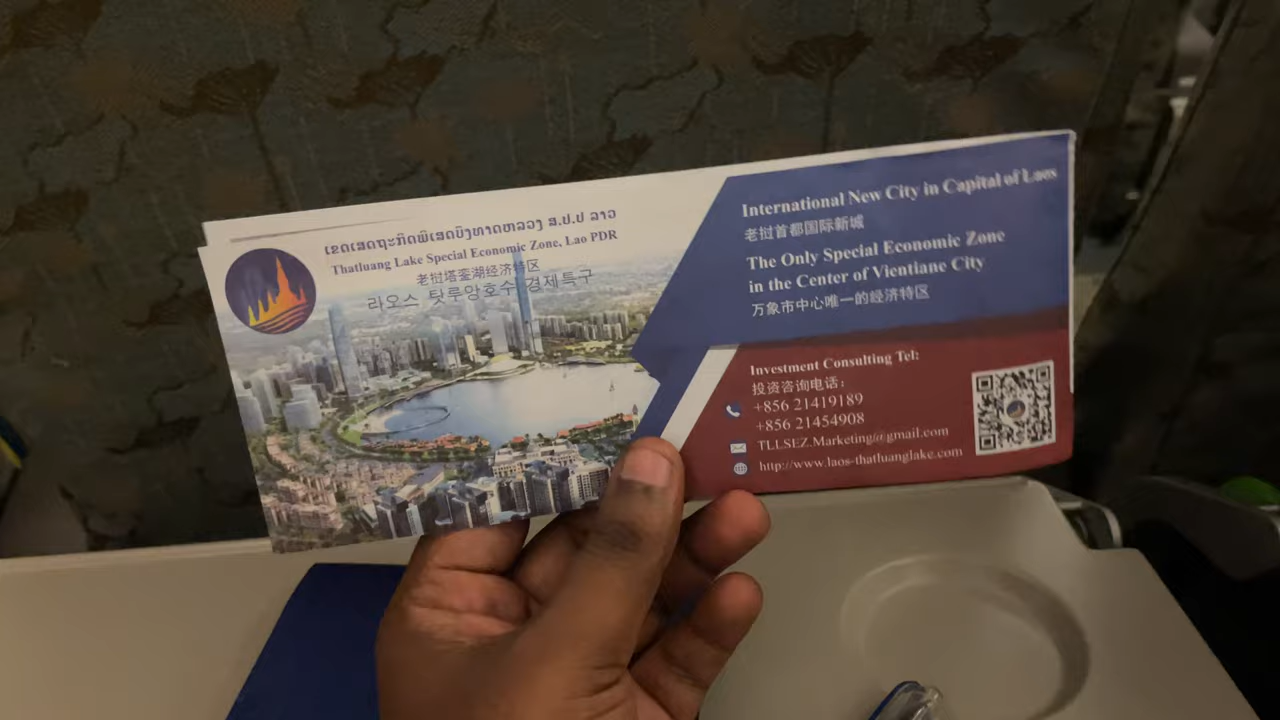 ເຂດເສດຖະກິດພິເສດບຶງທາດຫລວງ ສ.ປ.ປ ລາວ
Thatluang Lake Special Economic Zone, Lao PDR
老挝塔銮湖经济特区
라오스 탓루앙호수 경제특구
International New City in Capital of Laos
老挝首都国际新城
The Only Special Economic Zone
in the Center of Vientiane City
万象市中心唯一的经济特区
Investment Consulting Tel:
投资咨询电话：
+856 21419189
+856 21454908
TLLSEZ.Marketing@gmail.com
http://www.laos-thatluanglake.com